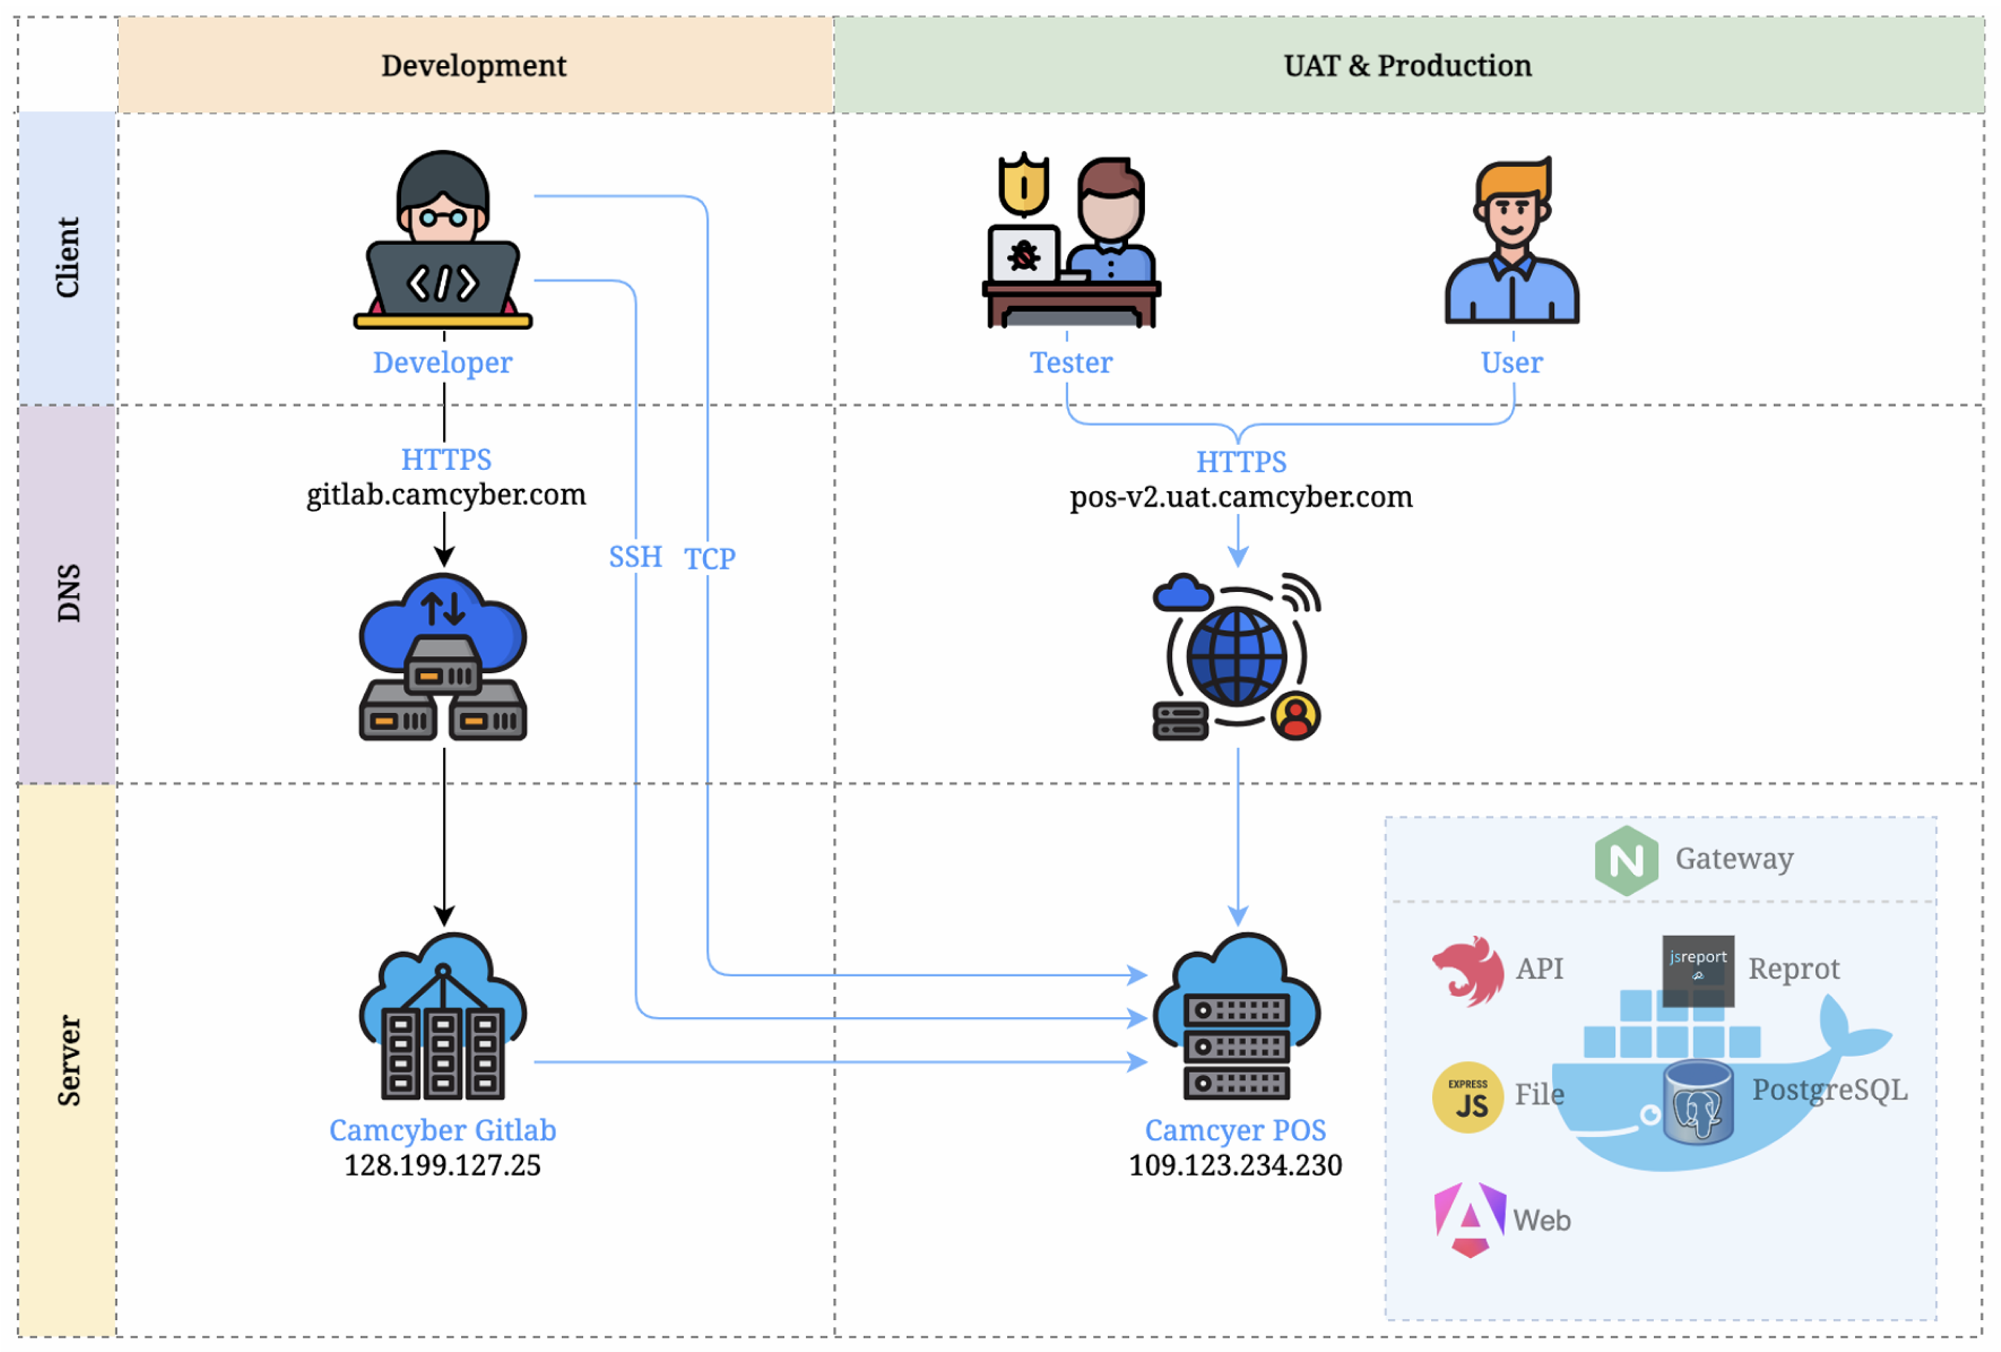 Development
UAT & Production
Client
Developer
Tester
User
DNS
HTTPS
gitlab.camcyber.com
SSH
TCP
HTTPS
pos-v2.uat.camcyber.com
Server
Camcyber Gitlab
128.199.127.25
Camcyer POS
109.123.234.230
N Gateway
API
jsreport
Reprot
EXPRESS
JS
File
PostgreSQL
Web